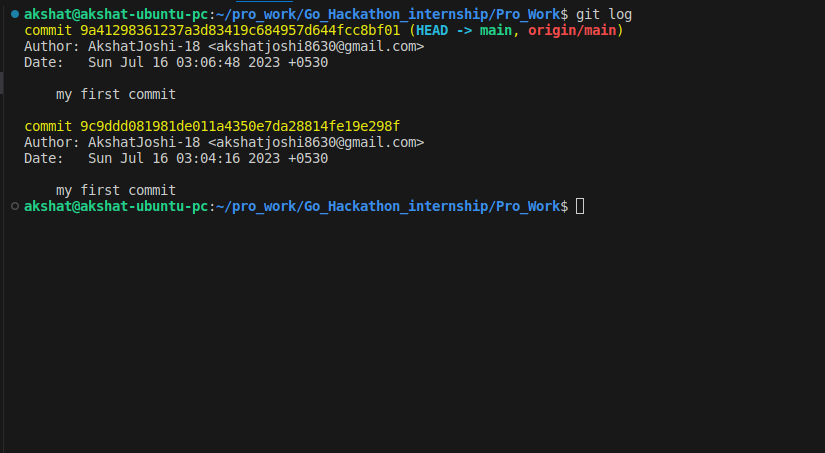 akshat@akshat-ubuntu-pc:~/pro_work/Go_Hackathon_internship/Pro_Work$ git log
commit 9a41298361237a3d83419c684957d644fcc8bf01 (HEAD -> main, origin/main)
Author: AkshatJoshi-18 <akshatjoshi8630@gmail.com>
Date:   Sun Jul 16 03:06:48 2023 +0530

    my first commit

commit 9c9ddd081981de011a4350e7da28814fe19e298f
Author: AkshatJoshi-18 <akshatjoshi8630@gmail.com>
Date:   Sun Jul 16 03:04:16 2023 +0530

    my first commit
akshat@akshat-ubuntu-pc:~/pro_work/Go_Hackathon_internship/Pro_Work$